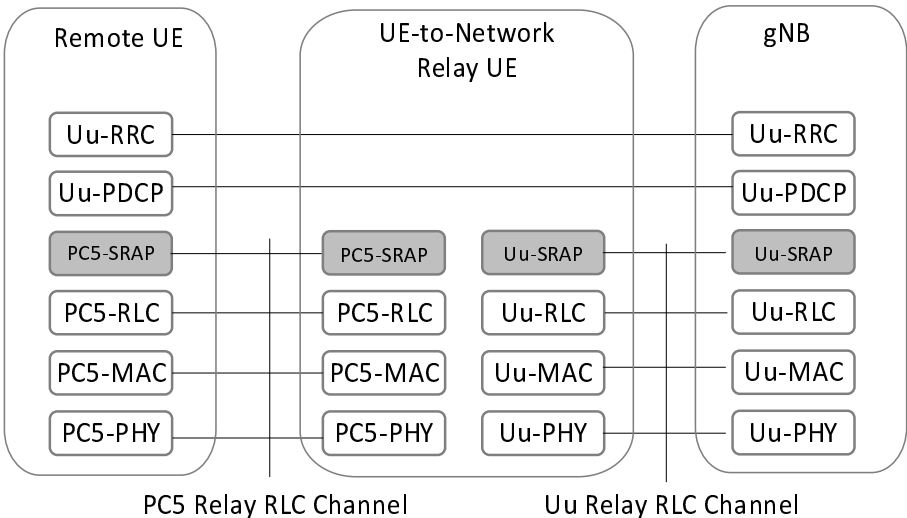 Remote UE
UE-to-Network
Relay UE
gNB
Uu-RRC
Uu-RRC
Uu-PDCP
Uu-PDCP
PC5-SRAP
PC5-SRAP
Uu-SRAP
Uu-SRAP
PC5-RLC
PC5-RLC
Uu-RLC
Uu-RLC
PC5-MAC
PC5-MAC
Uu-MAC
Uu-MAC
PC5-PHY
PC5-PHY
Uu-PHY
Uu-PHY
PC5 Relay RLC Channel
Uu Relay RLC Channel